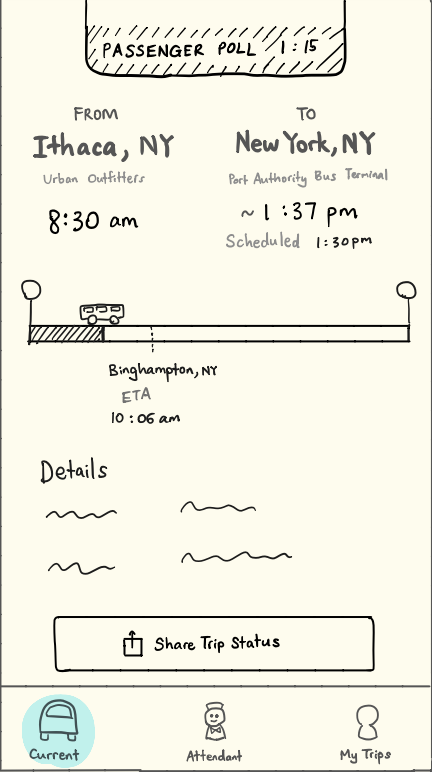 PASSENGER POLL 1:15
FROM
Ithaca, NY
Urban Outfitters
8:30 am
TO
New York, NY
Port Authority Bus Terminal
~ 1:37 pm
Scheduled 1:30pm
Binghampton, NY
ETA
10:06 am
Details
Share Trip Status
Current
Attendant
My Trips